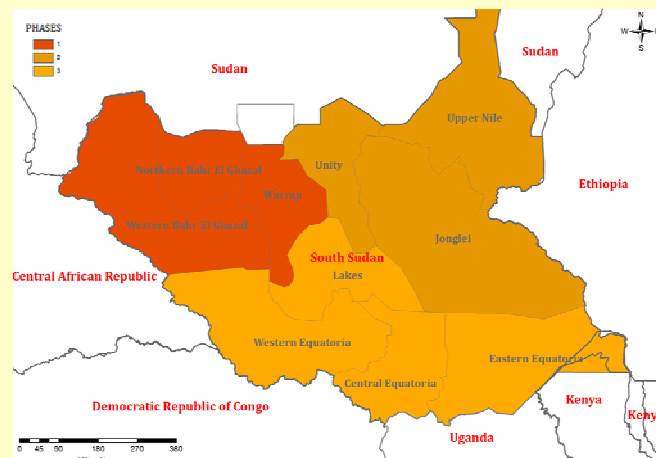 PHASES
1
2
3
N
W
S
Sudan
Sudan
Upper Nile
Northern Bahr El Ghazal
Unity
Warrap
Ethiopia
Western Bahr El Ghazal
Jonglei
South Sudan
Central African Republic
Lakes
Western Equatoria
Eastern Equatoria
Central Equatoria
Democratic Republic of Congo
Kenya
Keny
Uganda
0 45 90 180 270 360